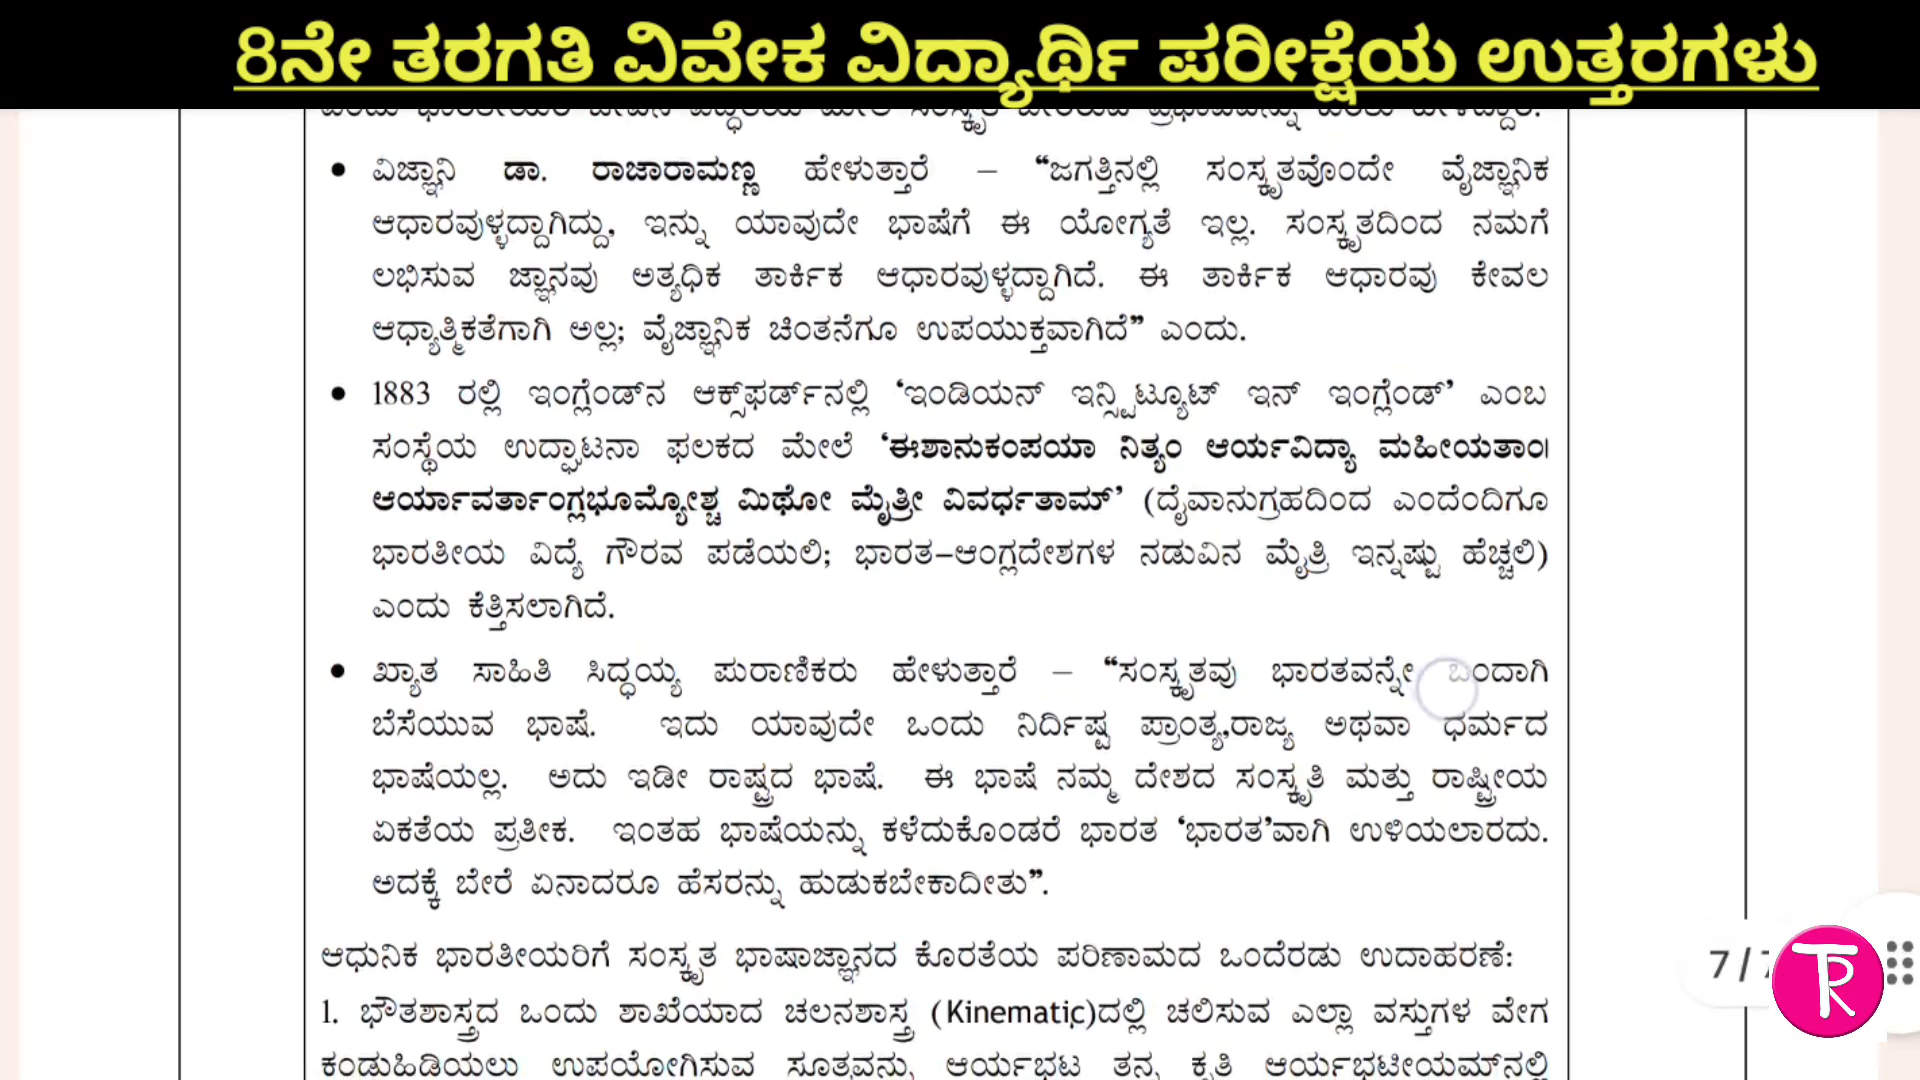 8ನೇ ತರಗತಿ ವಿವೇಕ ವಿದ್ಯಾರ್ಥಿ ಪರೀಕ್ಷೆಯ ಉತ್ತರಗಳು
• ವಿಜ್ಞಾನಿ ಡಾ. ರಾಜಾರಾಮಣ್ಣ ಹೇಳುತ್ತಾರೆ – “ಜಗತ್ತಿನಲ್ಲಿ ಸಂಸ್ಕೃತವೊಂದೇ ವೈಜ್ಞಾನಿಕ
ಆಧಾರವುಳ್ಳದ್ದಾಗಿದ್ದು, ಇನ್ನು ಯಾವುದೇ ಭಾಷೆಗೆ ಈ ಯೋಗ್ಯತೆ ಇಲ್ಲ. ಸಂಸ್ಕೃತದಿಂದ ನಮಗೆ
ಲಭಿಸುವ ಜ್ಞಾನವು ಅತ್ಯಧಿಕ ತಾರ್ಕಿಕ ಆಧಾರವುಳ್ಳದ್ದಾಗಿದೆ. ಈ ತಾರ್ಕಿಕ ಆಧಾರವು ಕೇವಲ
ಆಧ್ಯಾತ್ಮಿಕತೆಗಾಗಿ ಅಲ್ಲ; ವೈಜ್ಞಾನಿಕ ಚಿಂತನೆಗೂ ಉಪಯುಕ್ತವಾಗಿದೆ” ಎಂದು.
• 1883 ರಲ್ಲಿ ಇಂಗ್ಲೆಂಡ್‌ನ ಆಕ್ಸ್‌ಫರ್ಡ್‌ನಲ್ಲಿ ‘ಇಂಡಿಯನ್ ಇನ್ಸ್ಟಿಟ್ಯೂಟ್ ಇನ್ ಇಂಗ್ಲೆಂಡ್’ ಎಂಬ
ಸಂಸ್ಥೆಯ ಉದ್ಘಾಟನಾ ಫಲಕದ ಮೇಲೆ ‘ಈಶಾನುಕಂಪಯಾ ನಿತ್ಯಂ ಆರ್ಯವಿದ್ಯಾ ಮಹೀಯತಾಂ।
ಆರ್ಯಾವರ್ತಾಂಗ್ಲಭೂಮ್ಯೋಶ್ಚ ಮಿಥೋ ಮೈತ್ರೀ ವಿವರ್ಧತಾಮ್’ (ದೈವಾನುಗ್ರಹದಿಂದ ಎಂದೆಂದಿಗೂ
ಭಾರತೀಯ ವಿದ್ಯೆ ಗೌರವ ಪಡೆಯಲಿ; ಭಾರತ–ಆಂಗ್ಲದೇಶಗಳ ನಡುವಿನ ಮೈತ್ರಿ ಇನ್ನಷ್ಟು ಹೆಚ್ಚಲಿ)
ಎಂದು ಕೆತ್ತಿಸಲಾಗಿದೆ.
• ಖ್ಯಾತ ಸಾಹಿತಿ ಸಿದ್ಧಯ್ಯ ಪುರಾಣಿಕರು ಹೇಳುತ್ತಾರೆ – “ಸಂಸ್ಕೃತವು ಭಾರತವನ್ನೇ ಒಂದಾಗಿ
ಬೆಸೆಯುವ ಭಾಷೆ. ಇದು ಯಾವುದೇ ಒಂದು ನಿರ್ದಿಷ್ಟ ಪ್ರಾಂತ್ಯ,ರಾಜ್ಯ ಅಥವಾ ಧರ್ಮದ
ಭಾಷೆಯಲ್ಲ. ಅದು ಇಡೀ ರಾಷ್ಟ್ರದ ಭಾಷೆ. ಈ ಭಾಷೆ ನಮ್ಮ ದೇಶದ ಸಂಸ್ಕೃತಿ ಮತ್ತು ರಾಷ್ಟ್ರೀಯ
ಏಕತೆಯ ಪ್ರತೀಕ. ಇಂತಹ ಭಾಷೆಯನ್ನು ಕಳೆದುಕೊಂಡರೆ ಭಾರತ ‘ಭಾರತ’ವಾಗಿ ಉಳಿಯಲಾರದು.
ಅದಕ್ಕೆ ಬೇರೆ ಏನಾದರೂ ಹೆಸರನ್ನು ಹುಡುಕಬೇಕಾದೀತು”.
ಆಧುನಿಕ ಭಾರತೀಯರಿಗೆ ಸಂಸ್ಕೃತ ಭಾಷಾಜ್ಞಾನದ ಕೊರತೆಯ ಪರಿಣಾಮದ ಒಂದೆರಡು ಉದಾಹರಣೆ:
7 / 7
1. ಭೌತಶಾಸ್ತ್ರದ ಒಂದು ಶಾಖೆಯಾದ ಚಲನಶಾಸ್ತ್ರ (Kinematic)ದಲ್ಲಿ ಚಲಿಸುವ ಎಲ್ಲಾ ವಸ್ತುಗಳ ವೇಗ
ಕಂಡುಹಿಡಿಯಲು ಉಪಯೋಗಿಸುವ ಸೂತ್ರವನ್ನು ಆರ್ಯಭಟ ತನ್ನ ಕೃತಿ ಆರ್ಯಭಟೀಯಮ್‌ನಲ್ಲಿ